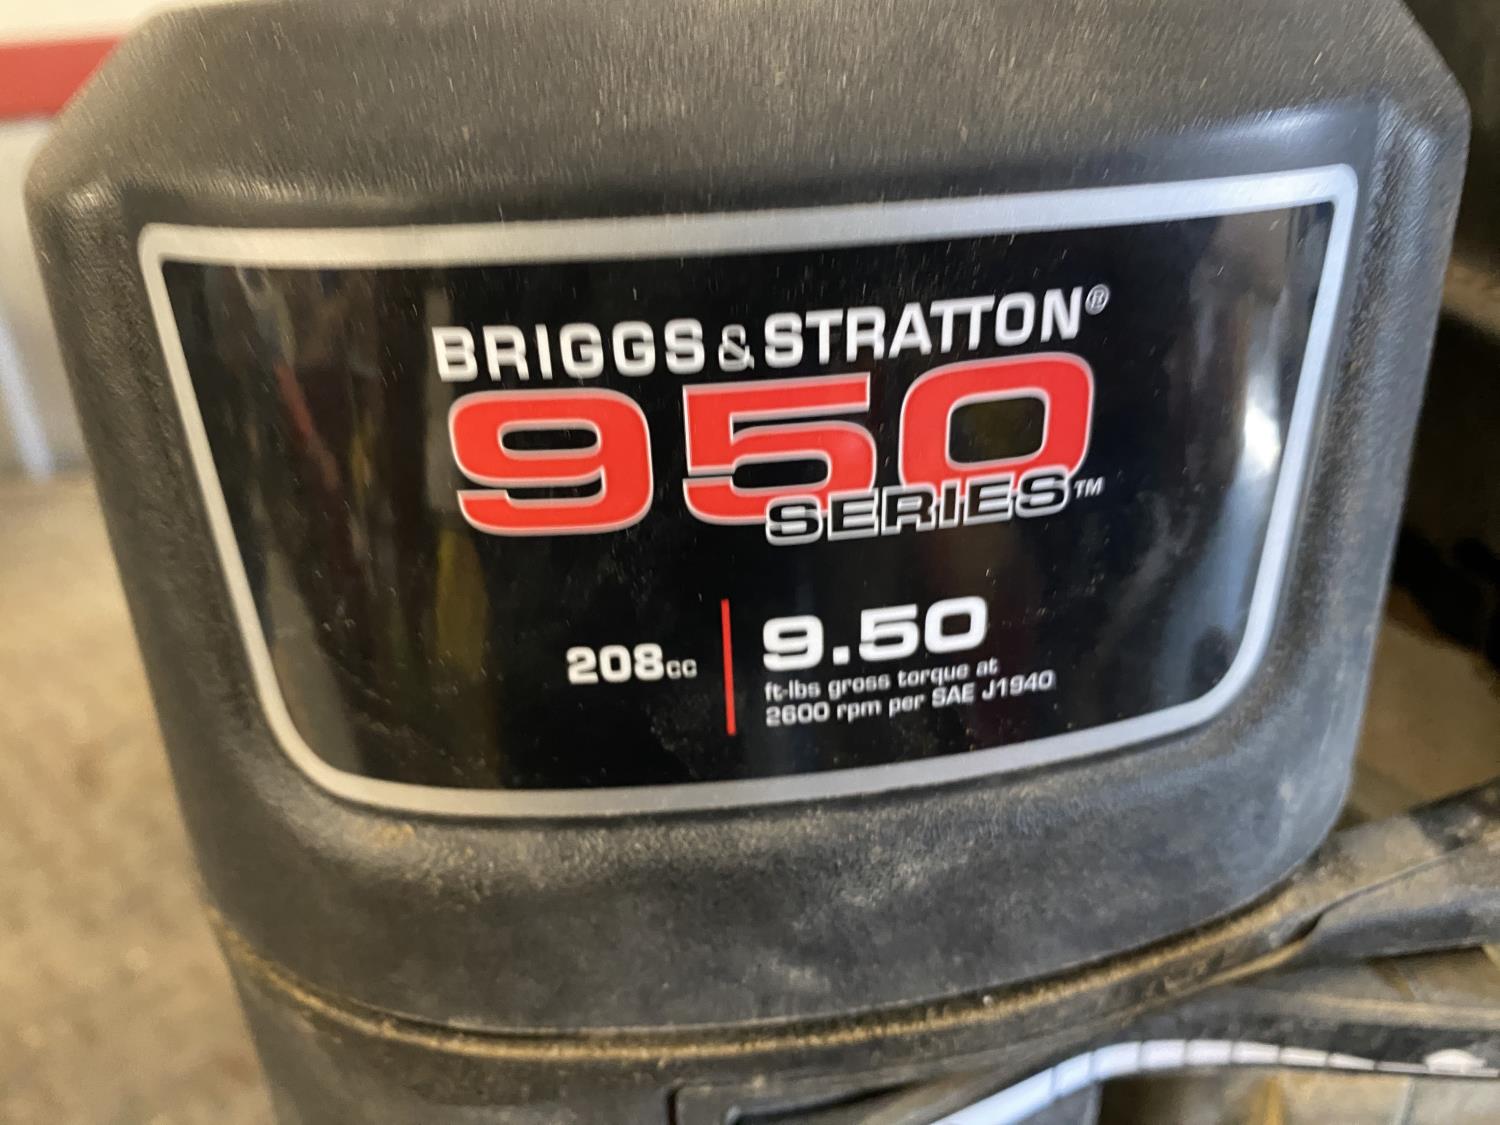 BRIGGS & STRATTON®
950
SERIES™
208cc
9.50
ft-lbs gross torque at
2600 rpm per SAE J1940